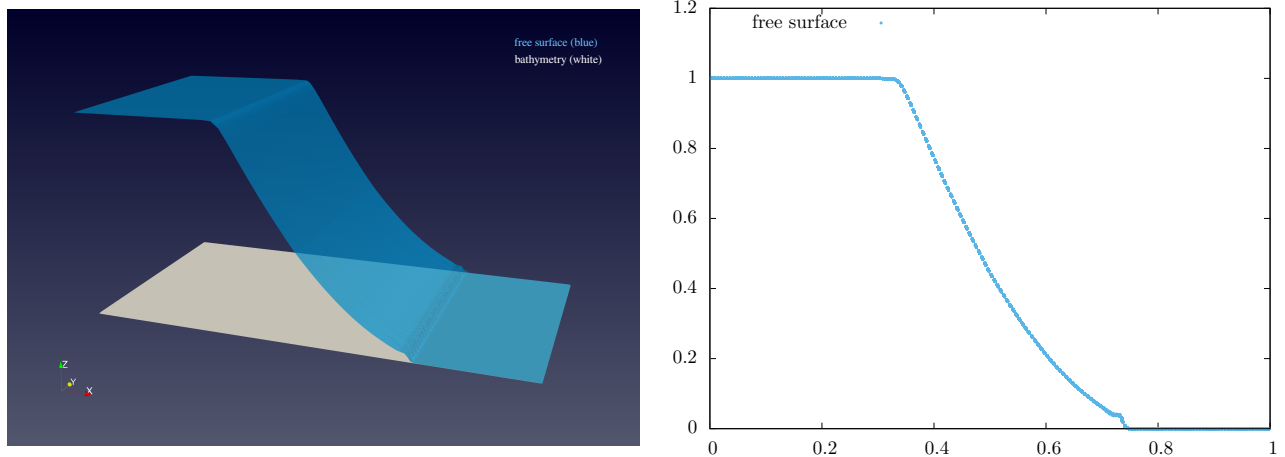 free surface (blue)
bathymetry (white)
Z
Y
X
1.2
free surface
1
0.8
0.6
0.4
0.2
0
0 0.2 0.4 0.6 0.8 1